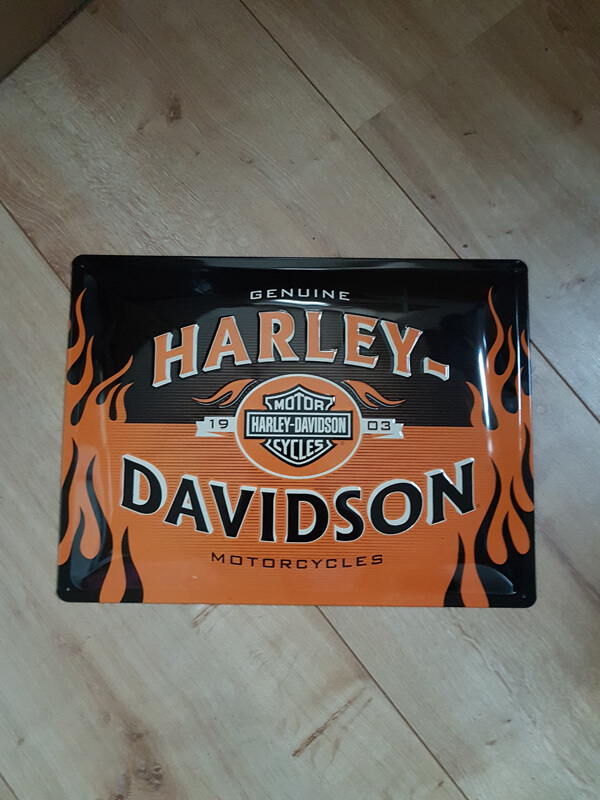 GENUINE
HARLEY-
MOTOR
19 HARLEY-DAVIDSON 03
CYCLES
DAVIDSON
MOTORCYCLES